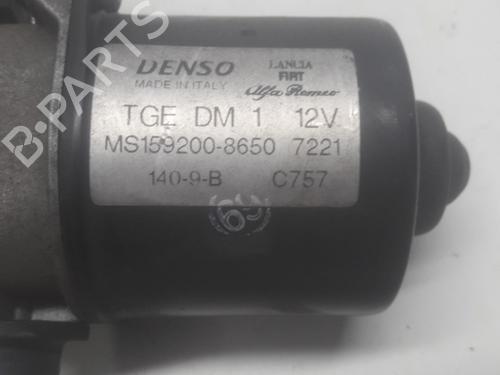 DENSO
MADE IN ITALY
LANCIA
FIAT
Alfa Romeo
TGE DM 1 12V
MS159200-8650 7221
140-9-B C757
69
B-PARTS